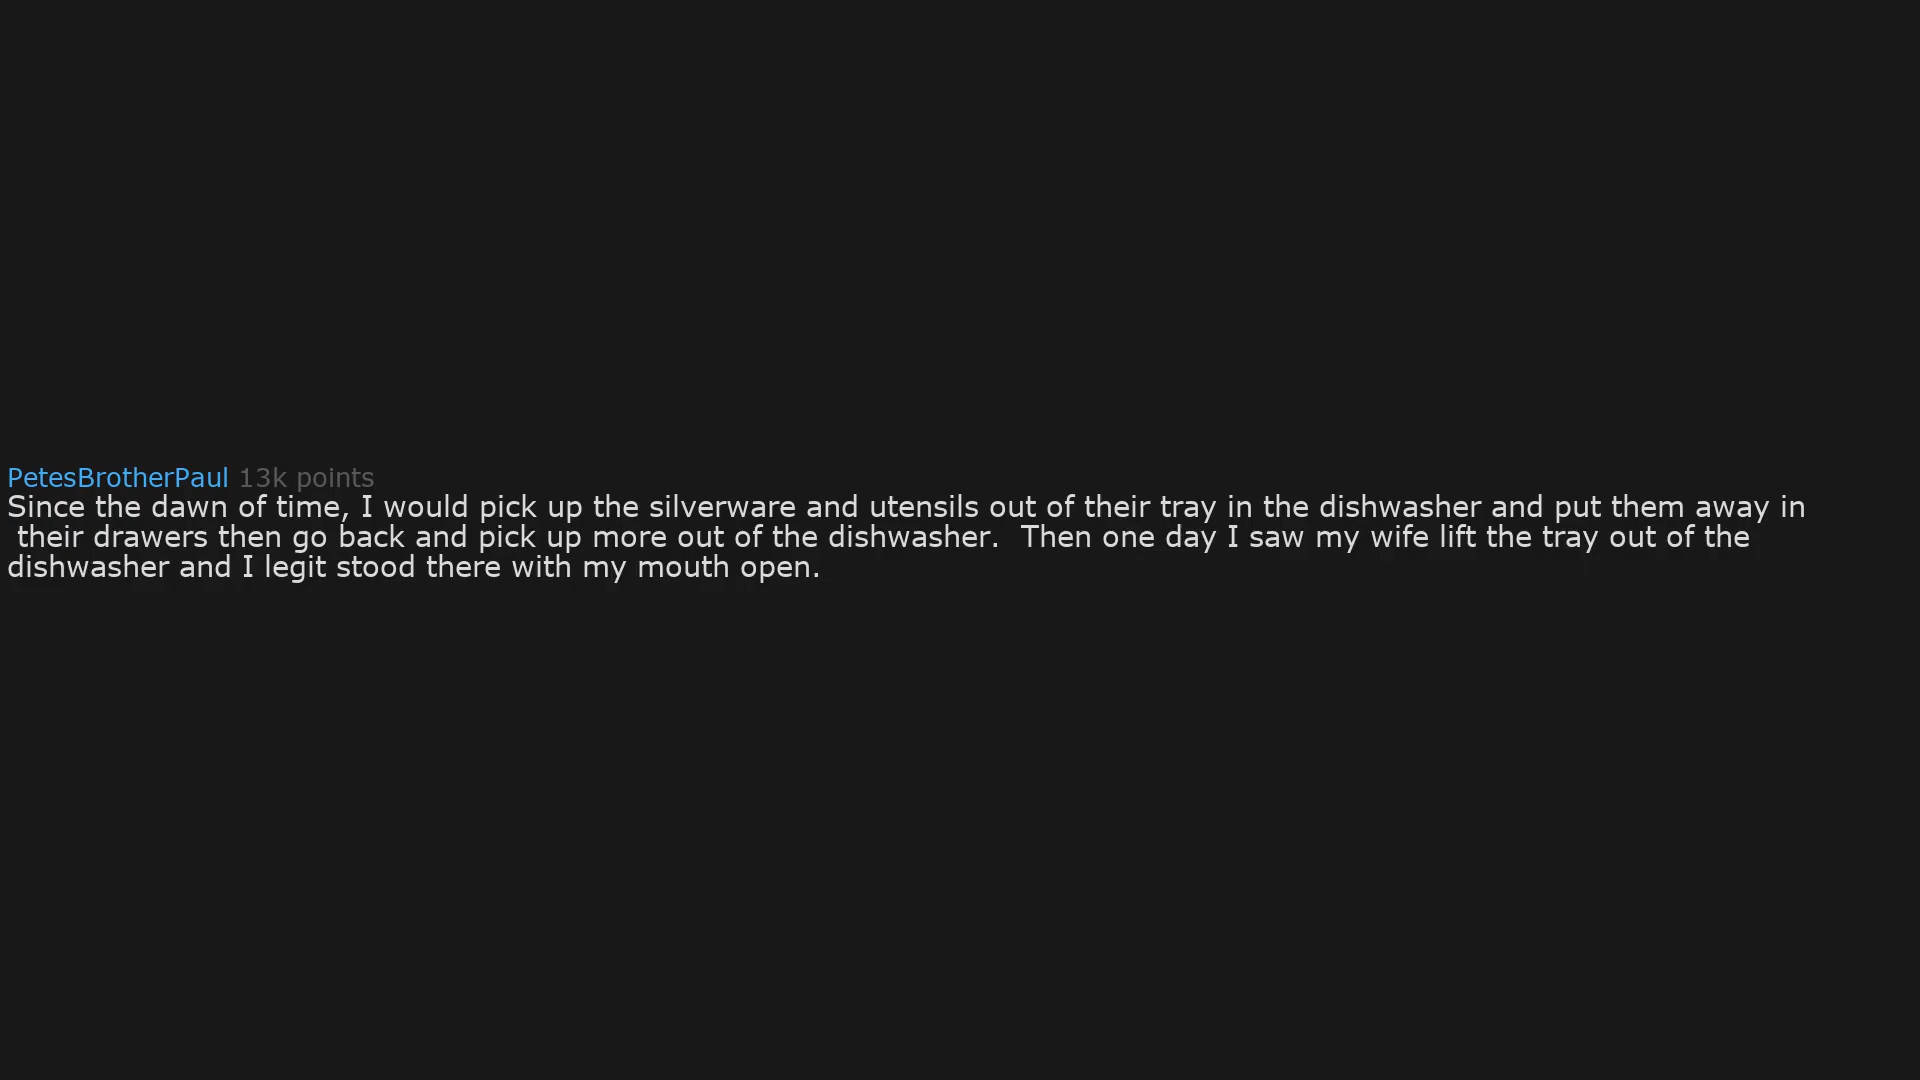 PetesBrotherPaul 13k points
Since the dawn of time, I would pick up the silverware and utensils out of their tray in the dishwasher and put them away in
their drawers then go back and pick up more out of the dishwasher.  Then one day I saw my wife lift the tray out of the
dishwasher and I legit stood there with my mouth open.